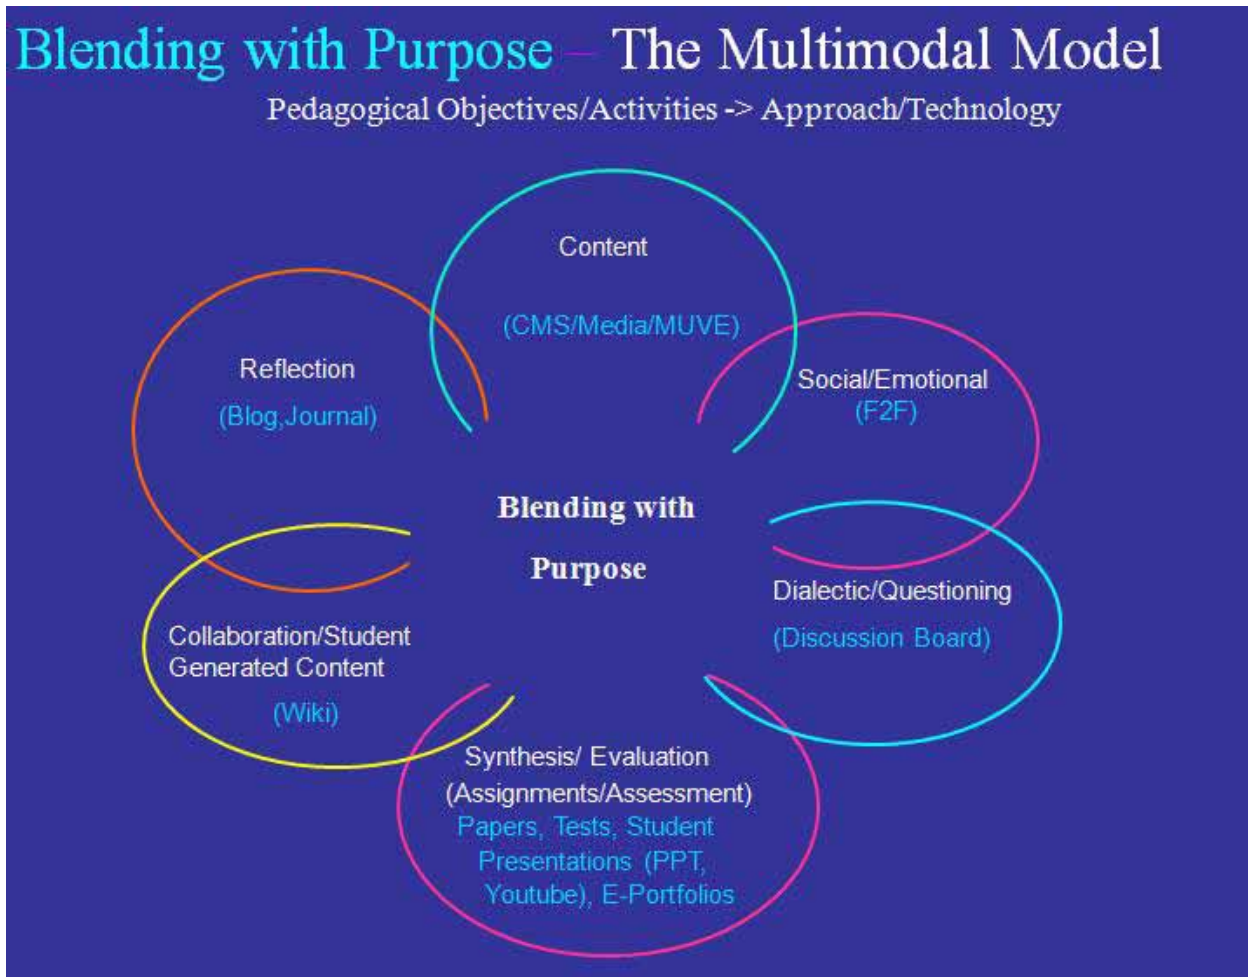 Blending with Purpose – The Multimodal Model
Pedagogical Objectives/Activities -> Approach/Technology
Content
(CMS/Media/MUVE)
Reflection
(Blog,Journal)
Social/Emotional
(F2F)
Blending with
Purpose
Dialectic/Questioning
(Discussion Board)
Collaboration/Student
Generated Content
(Wiki)
Synthesis/ Evaluation
(Assignments/Assessment)
Papers, Tests, Student
Presentations (PPT,
Youtube), E-Portfolios